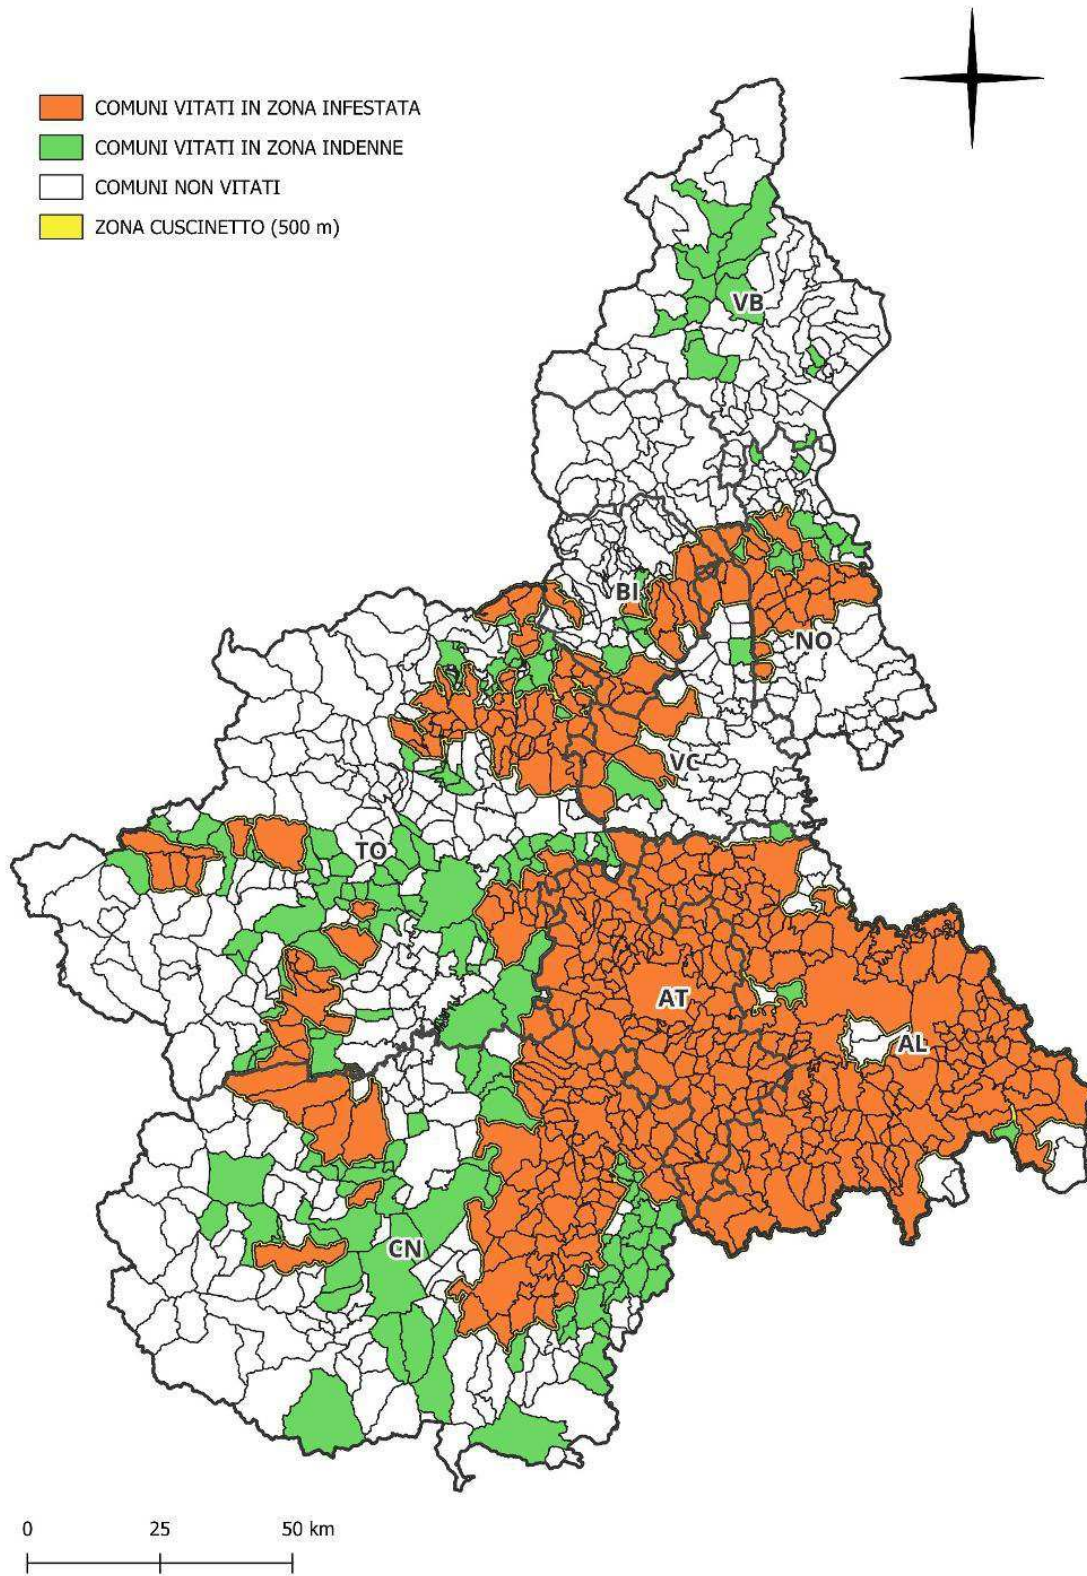 COMUNI VITATI IN ZONA INFESTATA
COMUNI VITATI IN ZONA INDENNE
COMUNI NON VITATI
ZONA CUSCINETTO (500 m)
VB
BI
NO
VC
TO
AT
AL
CN
0 25 50 km